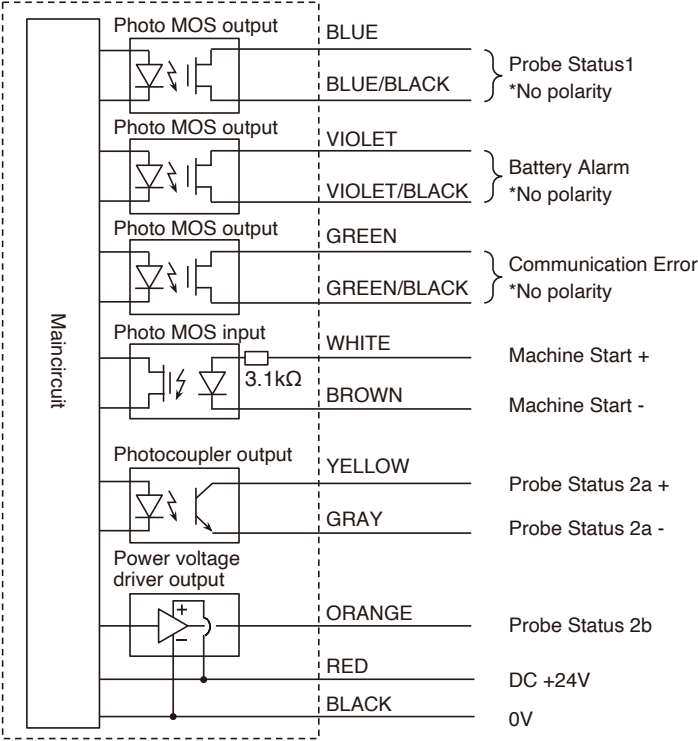 Photo MOS output
BLUE
BLUE/BLACK
Probe Status1
*No polarity
Photo MOS output
VIOLET
VIOLET/BLACK
Battery Alarm
*No polarity
Photo MOS output
GREEN
GREEN/BLACK
Communication Error
*No polarity
Maincircuit
Photo MOS input
WHITE
3.1kΩ
BROWN
Machine Start +
Machine Start -
Photocoupler output
YELLOW
GRAY
Probe Status 2a +
Probe Status 2a -
Power voltage
driver output
+
−
ORANGE
Probe Status 2b
RED
DC +24V
BLACK
0V